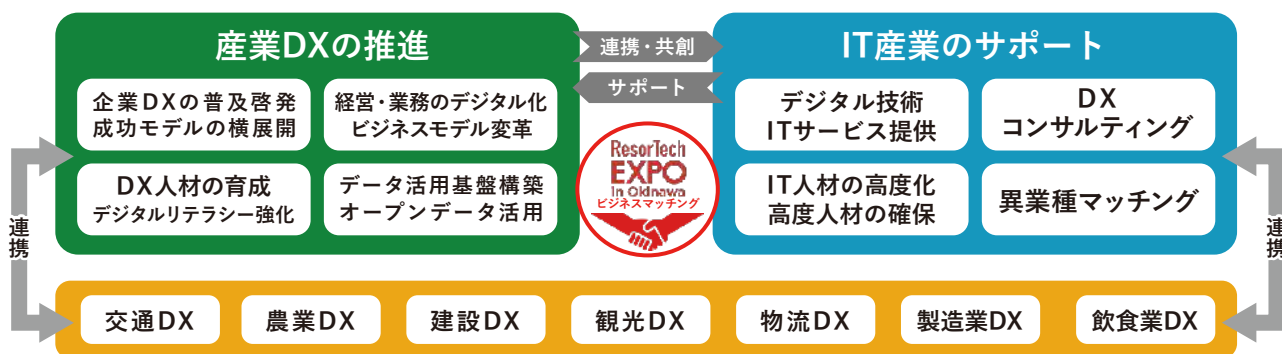 産業DXの推進
企業DXの普及啓発
成功モデルの横展開
経営・業務のデジタル化
ビジネスモデル変革
DX人材の育成
デジタルリテラシー強化
データ活用基盤構築
オープンデータ活用
連携・共創
サポート
ResorTech
EXPO
in Okinawa
ビジネスマッチング
IT産業のサポート
デジタル技術
ITサービス提供
DX
コンサルティング
IT人材の高度化
高度人材の確保
異業種マッチング
連携
連携
交通DX
農業DX
建設DX
観光DX
物流DX
製造業DX
飲食業DX